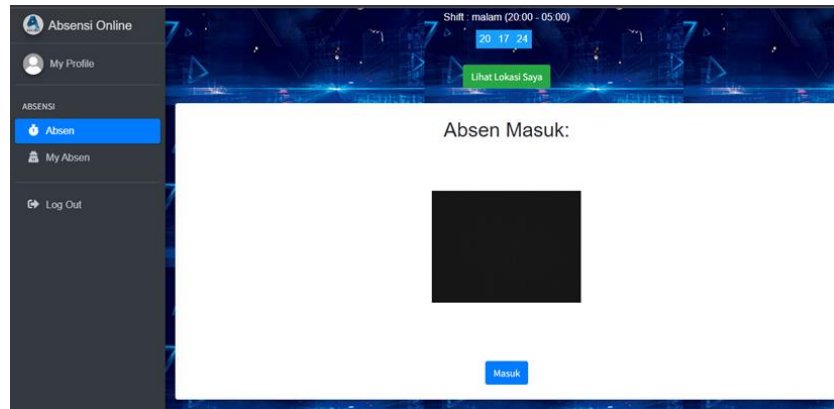 Absensi Online
My Profile
ABSENSI
Absen
My Absen
Log Out
Shift : malam (20:00 - 05:00)
20 17 24
Lihat Lokasi Saya
Absen Masuk:
Masuk